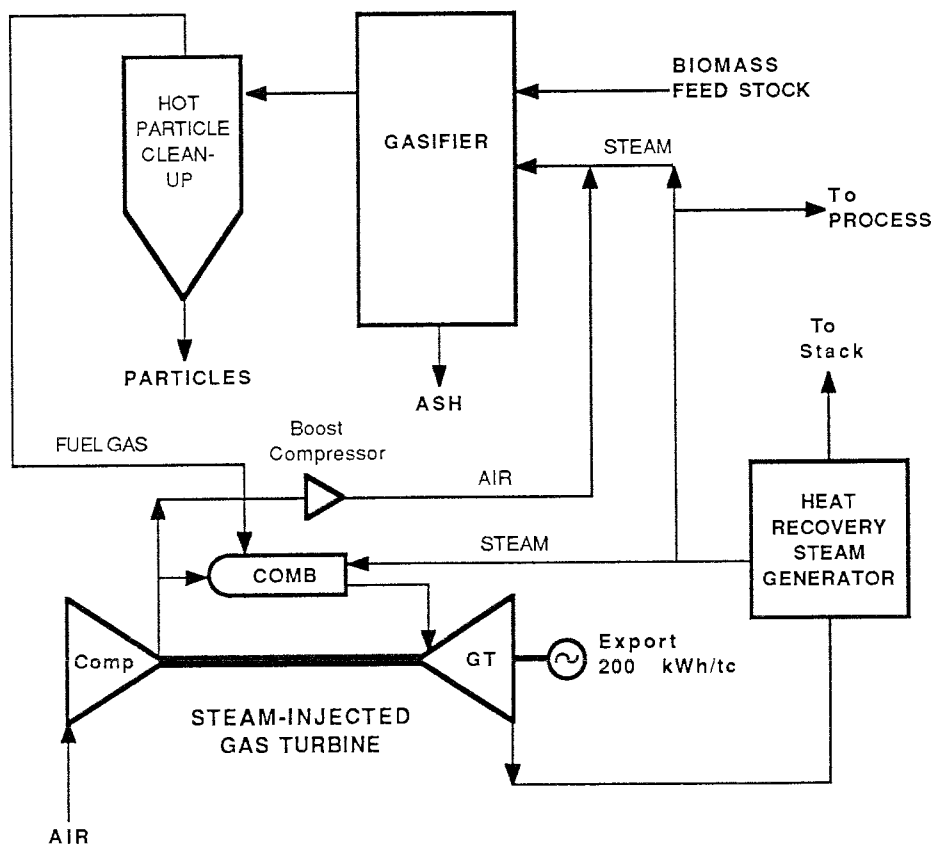 HOT
PARTICLE
CLEAN-
UP
GASIFIER
BIOMASS
FEED STOCK
STEAM
To
PROCESS
To
Stack
PARTICLES
ASH
FUEL GAS
Boost
Compressor
AIR
HEAT
RECOVERY
STEAM
GENERATOR
STEAM
COMB
Comp
GT
Export
200 kWh/tc
STEAM-INJECTED
GAS TURBINE
AIR